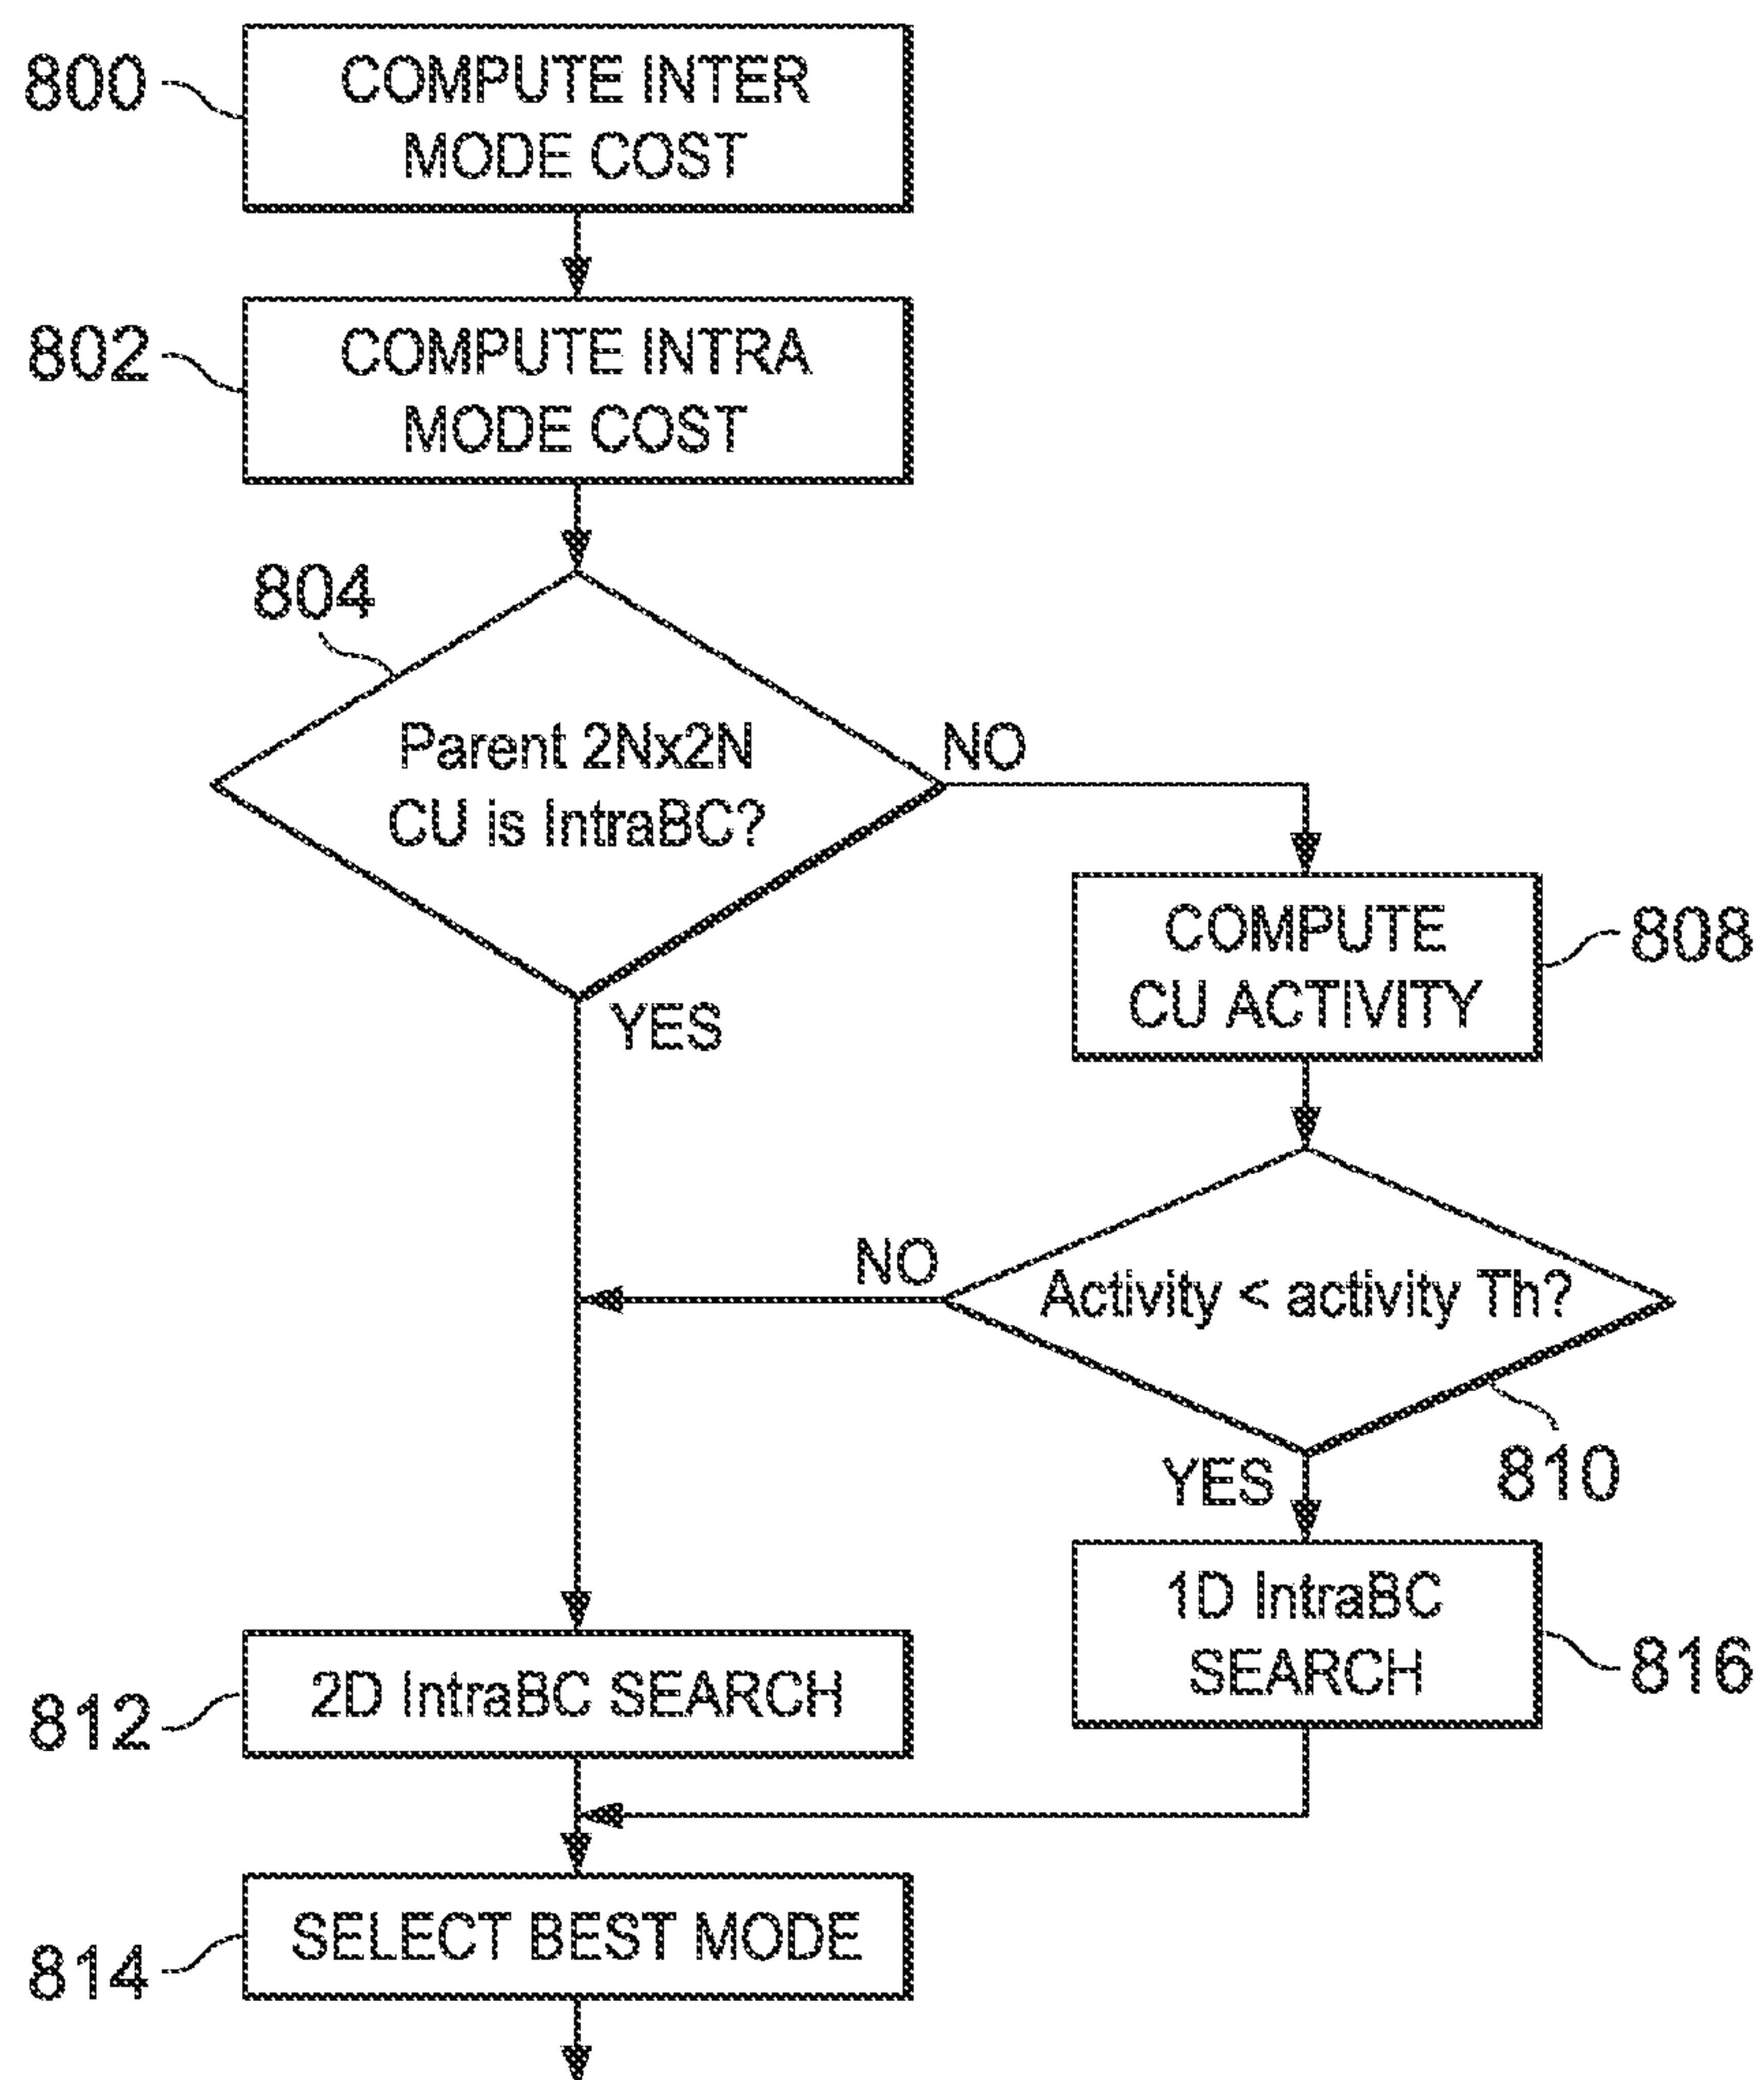 800
COMPUTE INTER
MODE COST
802
COMPUTE INTRA
MODE COST
804
Parent 2Nx2N
CU is IntraBC?
NO
YES
COMPUTE
CU ACTIVITY
808
NO
Activity < activity Th?
810
YES
1D IntraBC
SEARCH
816
812
2D IntraBC SEARCH
814
SELECT BEST MODE